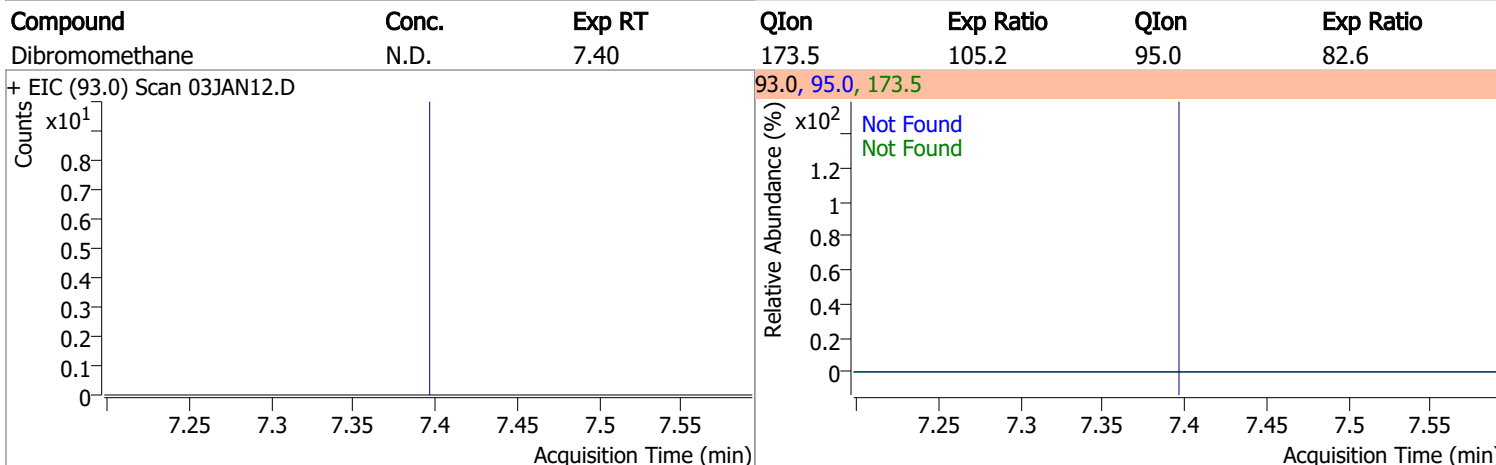 Compound Conc. Exp RT QIon Exp Ratio QIon Exp Ratio
Dibromomethane N.D. 7.40 173.5 105.2 95.0 82.6
+ EIC (93.0) Scan 03JAN12.D
Counts
x10¹
0.8
0.7
0.6
0.5
0.4
0.3
0.2
0.1
0
7.25 7.3 7.35 7.4 7.45 7.5 7.55
Acquisition Time (min)
93.0, 95.0, 173.5
Relative Abundance (%)
x10²
Not Found
Not Found
1.2
1
0.8
0.6
0.4
0.2
0
7.25 7.3 7.35 7.4 7.45 7.5 7.55
Acquisition Time (min)